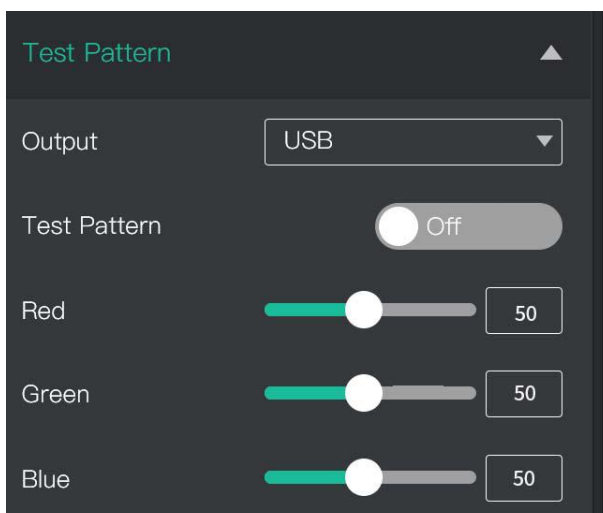 Test Pattern
Output USB
Test Pattern Off
Red 50
Green 50
Blue 50